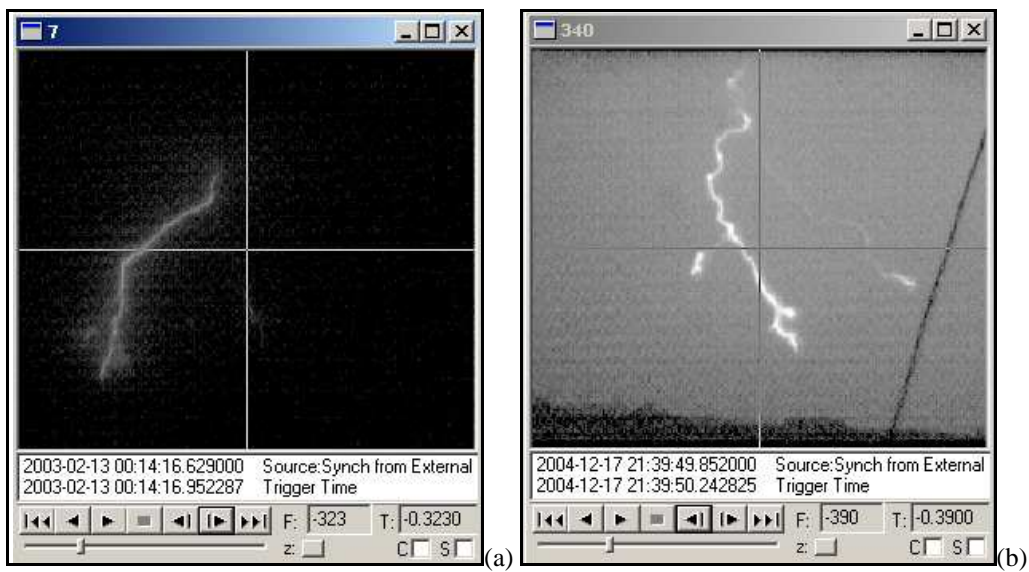 7
2003-02-13 00:14:16.629000 Source:Synch from External
2003-02-13 00:14:16.952287 Trigger Time
F: -323 T: -0.3230
z: C S
(a)
340
2004-12-17 21:39:49.852000 Source:Synch from External
2004-12-17 21:39:50.242825 Trigger Time
F: -390 T: -0.3900
z: C S
(b)